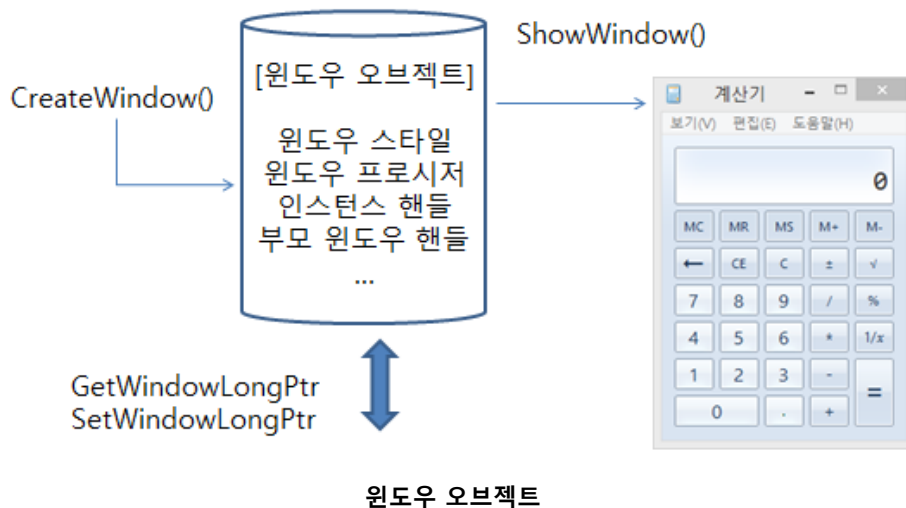 CreateWindow()
[윈도우 오브젝트]
윈도우 스타일
윈도우 프로시저
인스턴스 핸들
부모 윈도우 핸들
...
ShowWindow()
계산기
보기(V) 편집(E) 도움말(H)
0
MC MR MS M+ M-
← CE C ± √
7 8 9 / %
4 5 6 * 1/x
1 2 3 - =
0 . +
GetWindowLongPtr
SetWindowLongPtr
윈도우 오브젝트